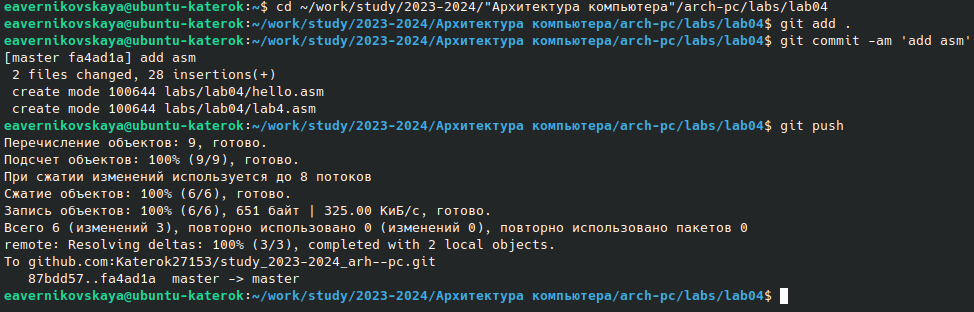 eavernikovskaya@ubuntu-katerok:~$ cd ~/work/study/2023-2024/"Архитектура компьютера"/arch-pc/labs/lab04
eavernikovskaya@ubuntu-katerok:~/work/study/2023-2024/Архитектура компьютера/arch-pc/labs/lab04$ git add .
eavernikovskaya@ubuntu-katerok:~/work/study/2023-2024/Архитектура компьютера/arch-pc/labs/lab04$ git commit -am 'add asm'
[master fa4ad1a] add asm
 2 files changed, 28 insertions(+)
 create mode 100644 labs/lab04/hello.asm
 create mode 100644 labs/lab04/lab4.asm
eavernikovskaya@ubuntu-katerok:~/work/study/2023-2024/Архитектура компьютера/arch-pc/labs/lab04$ git push
Перечисление объектов: 9, готово.
Подсчет объектов: 100% (9/9), готово.
При сжатии изменений используется до 8 потоков
Сжатие объектов: 100% (6/6), готово.
Запись объектов: 100% (6/6), 651 байт | 325.00 КиБ/с, готово.
Всего 6 (изменений 3), повторно использовано 0 (изменений 0), повторно использовано пакетов 0
remote: Resolving deltas: 100% (3/3), completed with 2 local objects.
To github.com:Katerok27153/study_2023-2024_arh--pc.git
   87bdd57..fa4ad1a  master -> master
eavernikovskaya@ubuntu-katerok:~/work/study/2023-2024/Архитектура компьютера/arch-pc/labs/lab04$